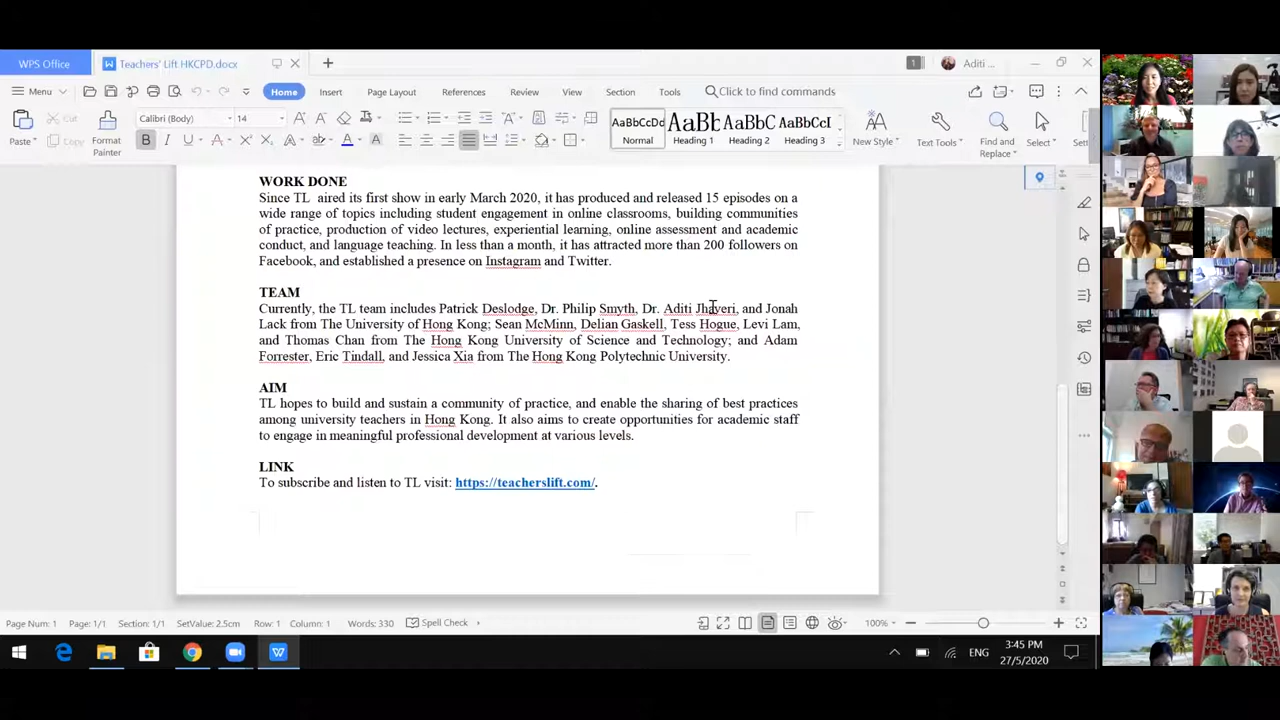 WPS Office
Teachers' Lift HKCPD.docx
1
Aditi ...
Menu
Home
Insert
Page Layout
References
Review
View
Section
Tools
Click to find commands
Paste
Cut
Copy
Format Painter
Calibri (Body)
14
AaBbCcDd
Normal
AaBb
Heading 1
AaBbC
Heading 2
AaBbCcI
Heading 3
New Style
Text Tools
Find and Replace
Select
WORK DONE
Since TL aired its first show in early March 2020, it has produced and released 15 episodes on a
wide range of topics including student engagement in online classrooms, building communities
of practice, production of video lectures, experiential learning, online assessment and academic
conduct, and language teaching. In less than a month, it has attracted more than 200 followers on
Facebook, and established a presence on Instagram and Twitter.
TEAM
Currently, the TL team includes Patrick Deslodge, Dr. Philip Smyth, Dr. Aditi Jhaveri, and Jonah
Lack from The University of Hong Kong; Sean McMinn, Delian Gaskell, Tess Hogue, Levi Lam,
and Thomas Chan from The Hong Kong University of Science and Technology; and Adam
Forrester, Eric Tindall, and Jessica Xia from The Hong Kong Polytechnic University.
AIM
TL hopes to build and sustain a community of practice, and enable the sharing of best practices
among university teachers in Hong Kong. It also aims to create opportunities for academic staff
to engage in meaningful professional development at various levels.
LINK
To subscribe and listen to TL visit: https://teacherslift.com/.
Page Num: 1 Page: 1/1 Section: 1/1 SetValue: 2.5cm Row: 1 Column: 1 Words: 330 Spell Check
100%
ENG
3:45 PM
27/5/2020